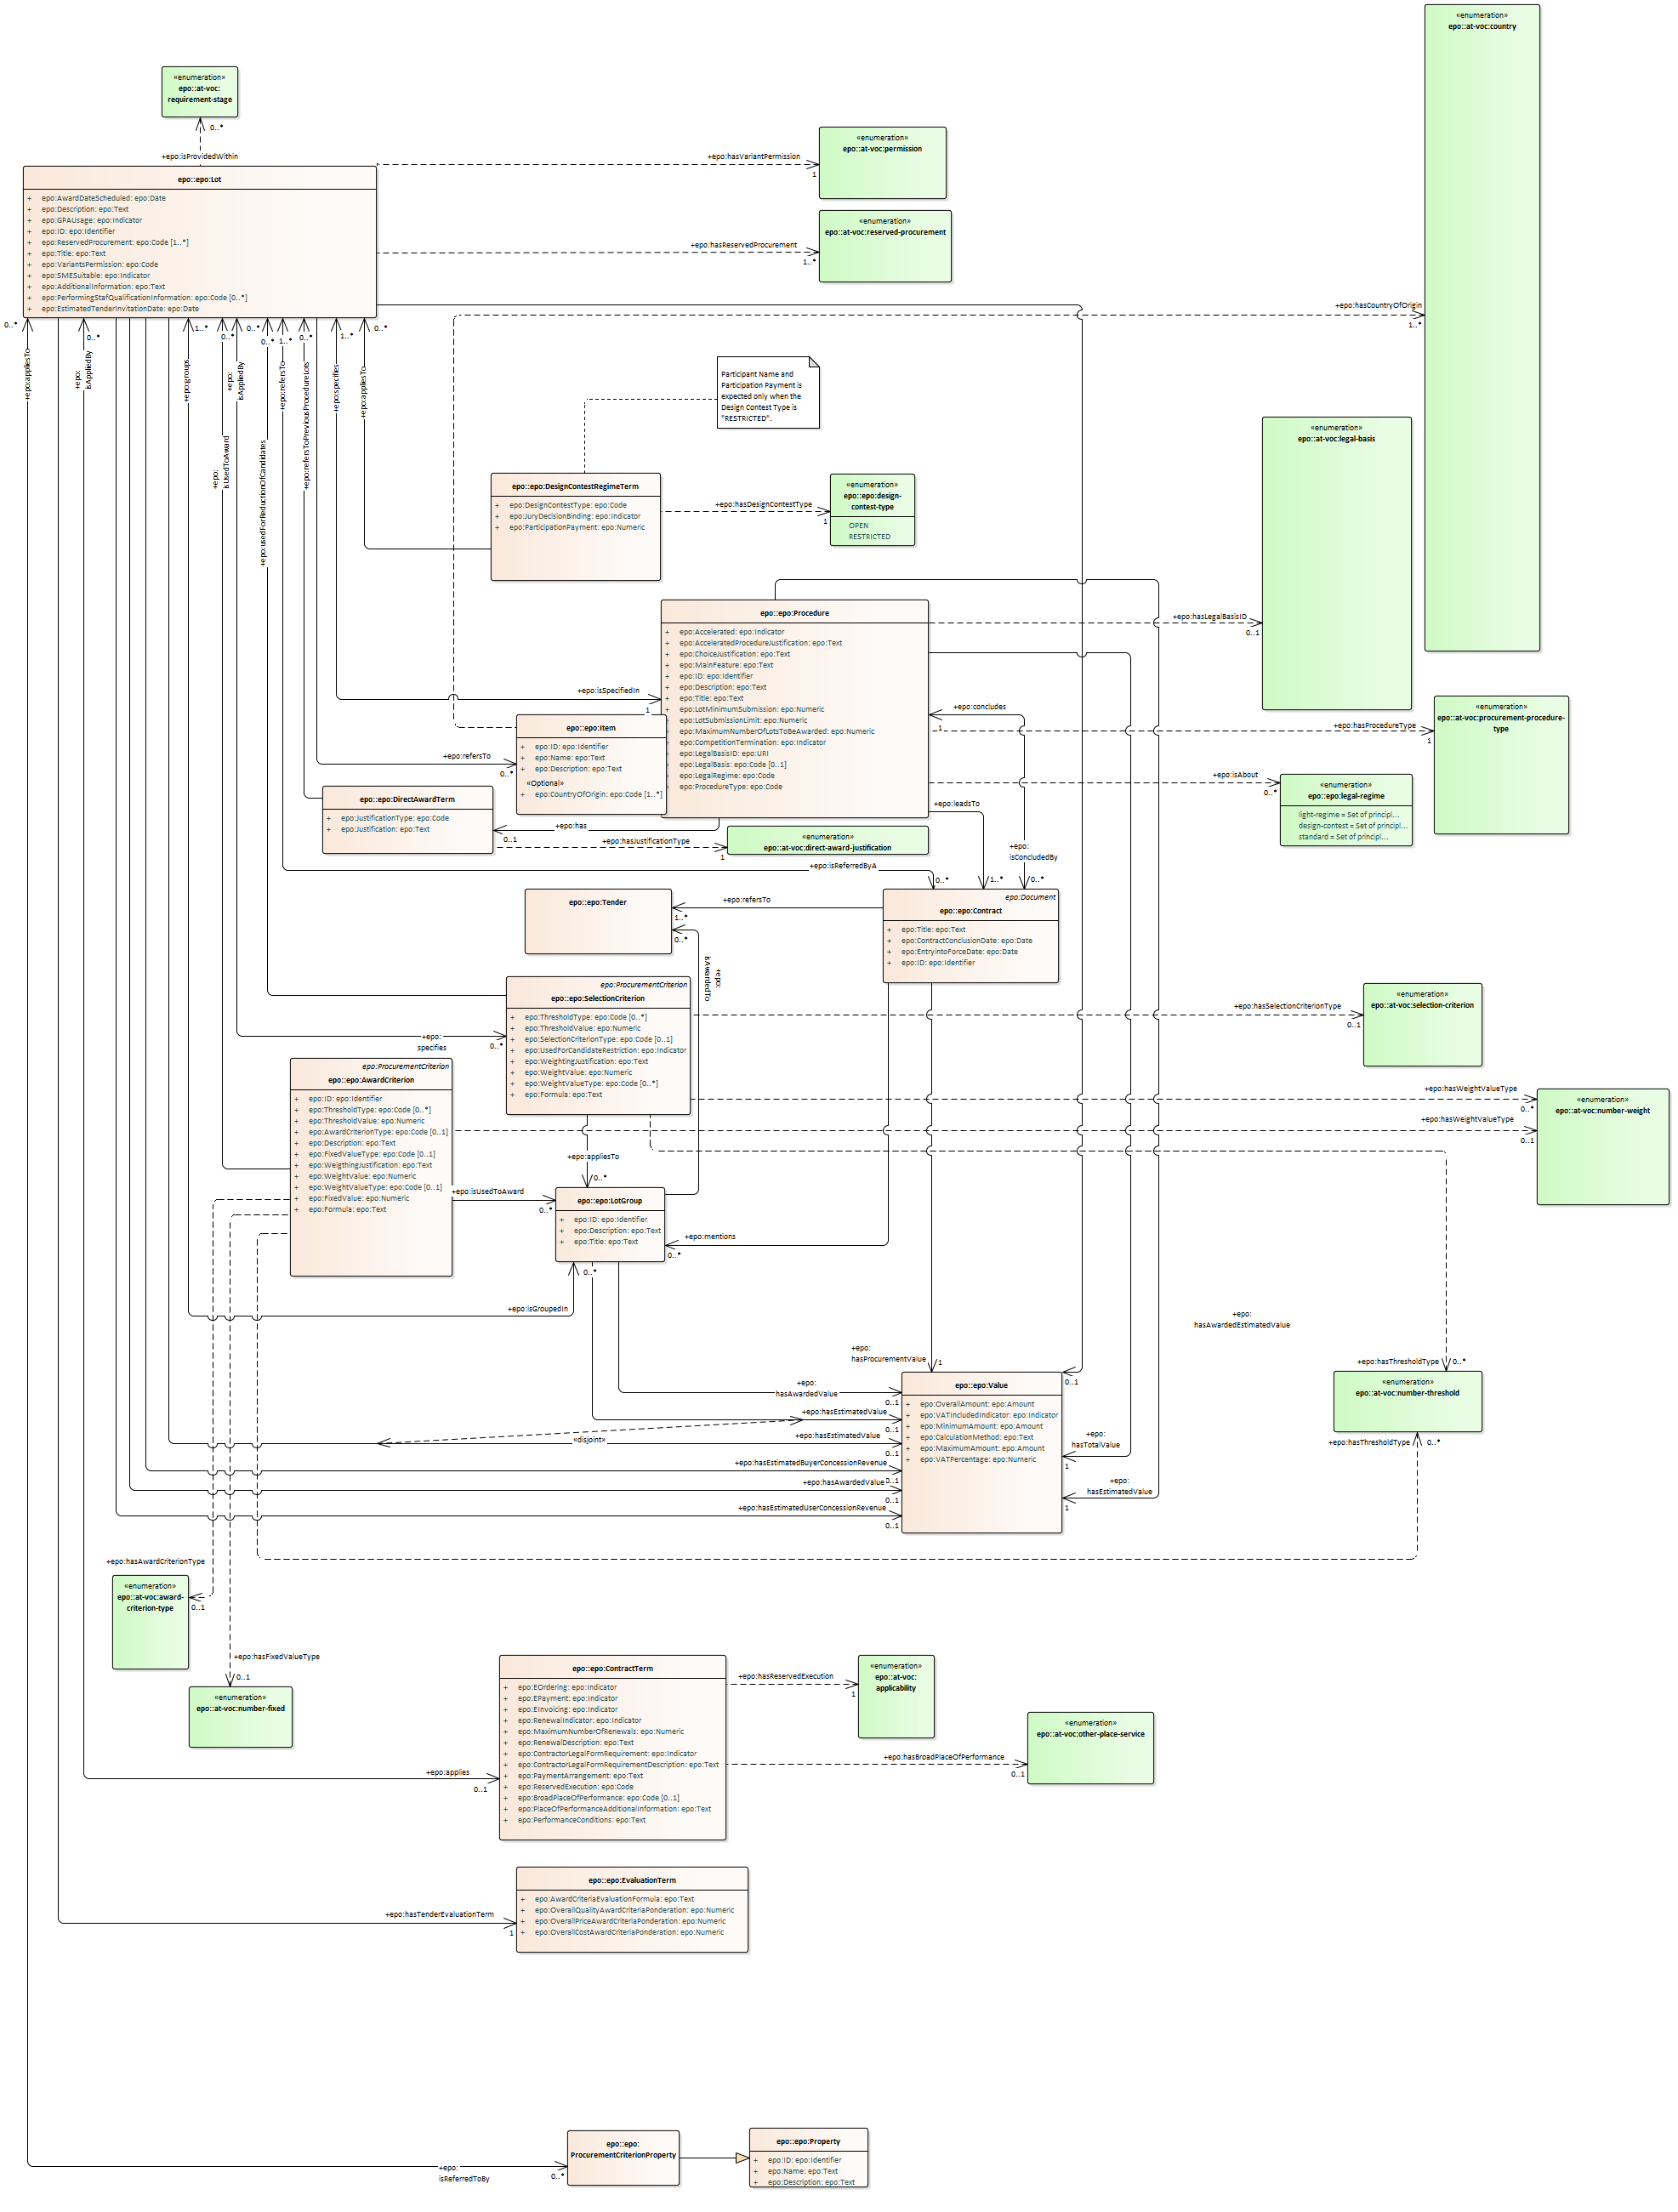 «enumeration»
epo::at-voc:country
«enumeration»
epo::at-voc:
requirement-stage
0..*
+epo:isProvidedWithin
«enumeration»
epo::at-voc:permission
+epo:hasVariantPermission
1
epo::epo:Lot
+ epo:AwardDateScheduled: epo:Date
+ epo:Description: epo:Text
+ epo:GPAUsage: epo:Indicator
+ epo:ID: epo:Identifier
+ epo:ReservedProcurement: epo:Code [1..*]
+ epo:Title: epo:Text
+ epo:VariantsPermission: epo:Code
+ epo:SMESuitable: epo:Indicator
+ epo:AdditionalInformation: epo:Text
+ epo:PerformingStafQualificationInformation: epo:Code [0..*]
+ epo:EstimatedTenderInvitationDate: epo:Date
«enumeration»
epo::at-voc:reserved-procurement
+epo:hasReservedProcurement
1..*
+epo:hasCountryOfOrigin
1..*
0..*
0..*
1..*
0..*
0..*
0..*
1..*
0..*
1..*
0..*
+epo:appliesTo
+epo:
isAppliedBy
+epo:groups
+epo:
isUsedToAward
+epo:
isAppliedBy
+epo:usedForReductionOfCandidates
+epo:refersTo
+epo:refersToPreviousProcedureLots
+epo:specifies
+epo:appliesTo
Participant Name and
Participation Payment is
expected only when the
Design Contest Type is
"RESTRICTED".
«enumeration»
epo::at-voc:legal-basis
epo::epo:DesignContestRegimeTerm
+ epo:DesignContestType: epo:Code
+ epo:JuryDecisionBinding: epo:Indicator
+ epo:ParticipationPayment: epo:Numeric
+epo:hasDesignContestType
1
«enumeration»
epo::epo:design-
contest-type
OPEN
RESTRICTED
epo::epo:Procedure
+ epo:Accelerated: epo:Indicator
+ epo:AcceleratedProcedureJustification: epo:Text
+ epo:ChoiceJustification: epo:Text
+ epo:MainFeature: epo:Text
+ epo:ID: epo:Identifier
+ epo:Description: epo:Text
+ epo:Title: epo:Text
+ epo:LotMinimumSubmission: epo:Numeric
+ epo:LotSubmissionLimit: epo:Numeric
+ epo:MaximumNumberOfLotsToBeAwarded: epo:Numeric
+ epo:CompetitionTermination: epo:Indicator
+ epo:LegalBasisID: epo:URI
+ epo:LegalBasis: epo:Code [0..1]
+ epo:LegalRegime: epo:Code
+ epo:ProcedureType: epo:Code
+epo:hasLegalBasisID
0..1
+epo:isSpecifiedIn
1
+epo:concludes
1
«enumeration»
epo::at-voc:procurement-procedure-
type
+epo:hasProcedureType
1
epo::epo:Item
+ epo:ID: epo:Identifier
+ epo:Name: epo:Text
+ epo:Description: epo:Text
«Optional»
+ epo:CountryOfOrigin: epo:Code [1..*]
+epo:refersTo
0..*
+epo:isAbout
0..*
«enumeration»
epo::epo:legal-regime
light-regime = Set of principl...
design-contest = Set of principl...
standard = Set of principl...
epo::epo:DirectAwardTerm
+ epo:JustificationType: epo:Code
+ epo:Justification: epo:Text
+epo:has
0..1
+epo:leadsTo
+epo:hasJustificationType
1
«enumeration»
epo::at-voc:direct-award-justification
+epo:
isConcludedBy
+epo:isReferredByA
0..*
1..*
0..*
epo::epo:Tender
+epo:refersTo
1..*
0..*
epo:Document
epo::epo:Contract
+ epo:Title: epo:Text
+ epo:ContractConclusionDate: epo:Date
+ epo:EntryintoForceDate: epo:Date
+ epo:ID: epo:Identifier
+epo:
isAwardedTo
epo:ProcurementCriterion
epo::epo:SelectionCriterion
+ epo:ThresholdType: epo:Code [0..*]
+ epo:ThresholdValue: epo:Numeric
+ epo:SelectionCriterionType: epo:Code [0..1]
+ epo:UsedForCandidateRestriction: epo:Indicator
+ epo:WeightingJustification: epo:Text
+ epo:WeightValue: epo:Numeric
+ epo:WeightValueType: epo:Code [0..*]
+ epo:Formula: epo:Text
+epo:hasSelectionCriterionType
0..1
«enumeration»
epo::at-voc:selection-criterion
+epo:
specifies
0..*
epo:ProcurementCriterion
epo::epo:AwardCriterion
+ epo:ID: epo:Identifier
+ epo:ThresholdType: epo:Code [0..*]
+ epo:ThresholdValue: epo:Numeric
+ epo:AwardCriterionType: epo:Code [0..1]
+ epo:Description: epo:Text
+ epo:FixedValueType: epo:Code [0..1]
+ epo:WeigthingJustification: epo:Text
+ epo:WeightValue: epo:Numeric
+ epo:WeightValueType: epo:Code [0..1]
+ epo:FixedValue: epo:Numeric
+ epo:Formula: epo:Text
+epo:hasWeightValueType
0..*
+epo:hasWeightValueType
0..1
«enumeration»
epo::at-voc:number-weight
+epo:appliesTo
0..*
+epo:isUsedToAward
0..*
epo::epo:LotGroup
+ epo:ID: epo:Identifier
+ epo:Description: epo:Text
+ epo:Title: epo:Text
+epo:mentions
0..*
0..*
+epo:isGroupedIn
+epo:
hasAwardedEstimatedValue
+epo:
hasProcurementValue
1
0..1
+epo:hasThresholdType
0..*
«enumeration»
epo::at-voc:number-threshold
+epo:hasThresholdType
0..*
epo::epo:Value
+ epo:OverallAmount: epo:Amount
+ epo:VATIncludedIndicator: epo:Indicator
+ epo:MinimumAmount: epo:Amount
+ epo:CalculationMethod: epo:Text
+ epo:MaximumAmount: epo:Amount
+ epo:VATPercentage: epo:Numeric
+epo:
hasAwardedValue
0..1
+epo:hasEstimatedValue
0..1
«disjoint»
+epo:hasEstimatedValue
0..1
+epo:hasEstimatedBuyerConcessionRevenue
0..1
+epo:hasAwardedValue
0..1
+epo:hasEstimatedUserConcessionRevenue
0..1
+epo:
hasTotalValue
1
+epo:
hasEstimatedValue
1
+epo:hasAwardCriterionType
0..1
«enumeration»
epo::at-voc:award-
criterion-type
+epo:hasFixedValueType
0..1
«enumeration»
epo::at-voc:number-fixed
epo::epo:ContractTerm
+ epo:EOrdering: epo:Indicator
+ epo:EPayment: epo:Indicator
+ epo:EInvoicing: epo:Indicator
+ epo:RenewalIndicator: epo:Indicator
+ epo:MaximumNumberOfRenewals: epo:Numeric
+ epo:RenewalDescription: epo:Text
+ epo:ContractorLegalFormRequirement: epo:Indicator
+ epo:ContractorLegalFormRequirementDescription: epo:Text
+ epo:PaymentArrangement: epo:Text
+ epo:ReservedExecution: epo:Code
+ epo:BroadPlaceOfPerformance: epo:Code [0..1]
+ epo:PlaceOfPerformanceAdditionalInformation: epo:Text
+ epo:PerformanceConditions: epo:Text
+epo:hasReservedExecution
1
«enumeration»
epo::at-voc:
applicability
+epo:hasBroadPlaceOfPerformance
0..1
«enumeration»
epo::at-voc:other-place-service
+epo:applies
0..1
epo::epo:EvaluationTerm
+ epo:AwardCriteriaEvaluationFormula: epo:Text
+ epo:OverallQualityAwardCriteriaPonderation: epo:Numeric
+ epo:OverallPriceAwardCriteriaPonderation: epo:Numeric
+ epo:OverallCostAwardCriteriaPonderation: epo:Numeric
+epo:hasTenderEvaluationTerm
1
epo::epo:
ProcurementCriterionProperty
+epo:
isReferredToBy
0..*
epo::epo:Property
+ epo:ID: epo:Identifier
+ epo:Name: epo:Text
+ epo:Description: epo:Text